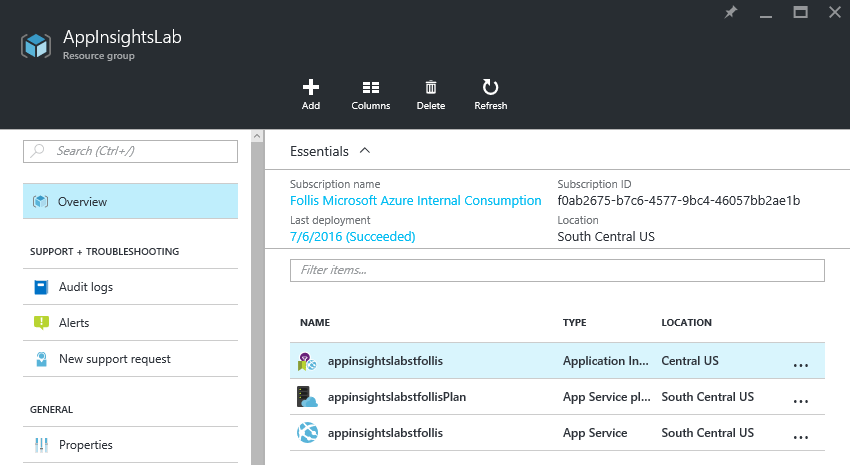 AppInsightsLab
Resource group
Add Columns Delete Refresh
Search (Ctrl+/)
Overview
SUPPORT + TROUBLESHOOTING
Audit logs
Alerts
New support request
GENERAL
Properties
Essentials
Subscription name Subscription ID
Follis Microsoft Azure Internal Consumption f0ab2675-b7c6-4577-9bc4-46057bb2ae1b
Last deployment Location
7/6/2016 (Succeeded) South Central US
Filter items...
NAME TYPE LOCATION
appinsightslabstfollis Application In... Central US ...
appinsightslabstfollisPlan App Service pl... South Central US ...
appinsightslabstfollis App Service South Central US ...